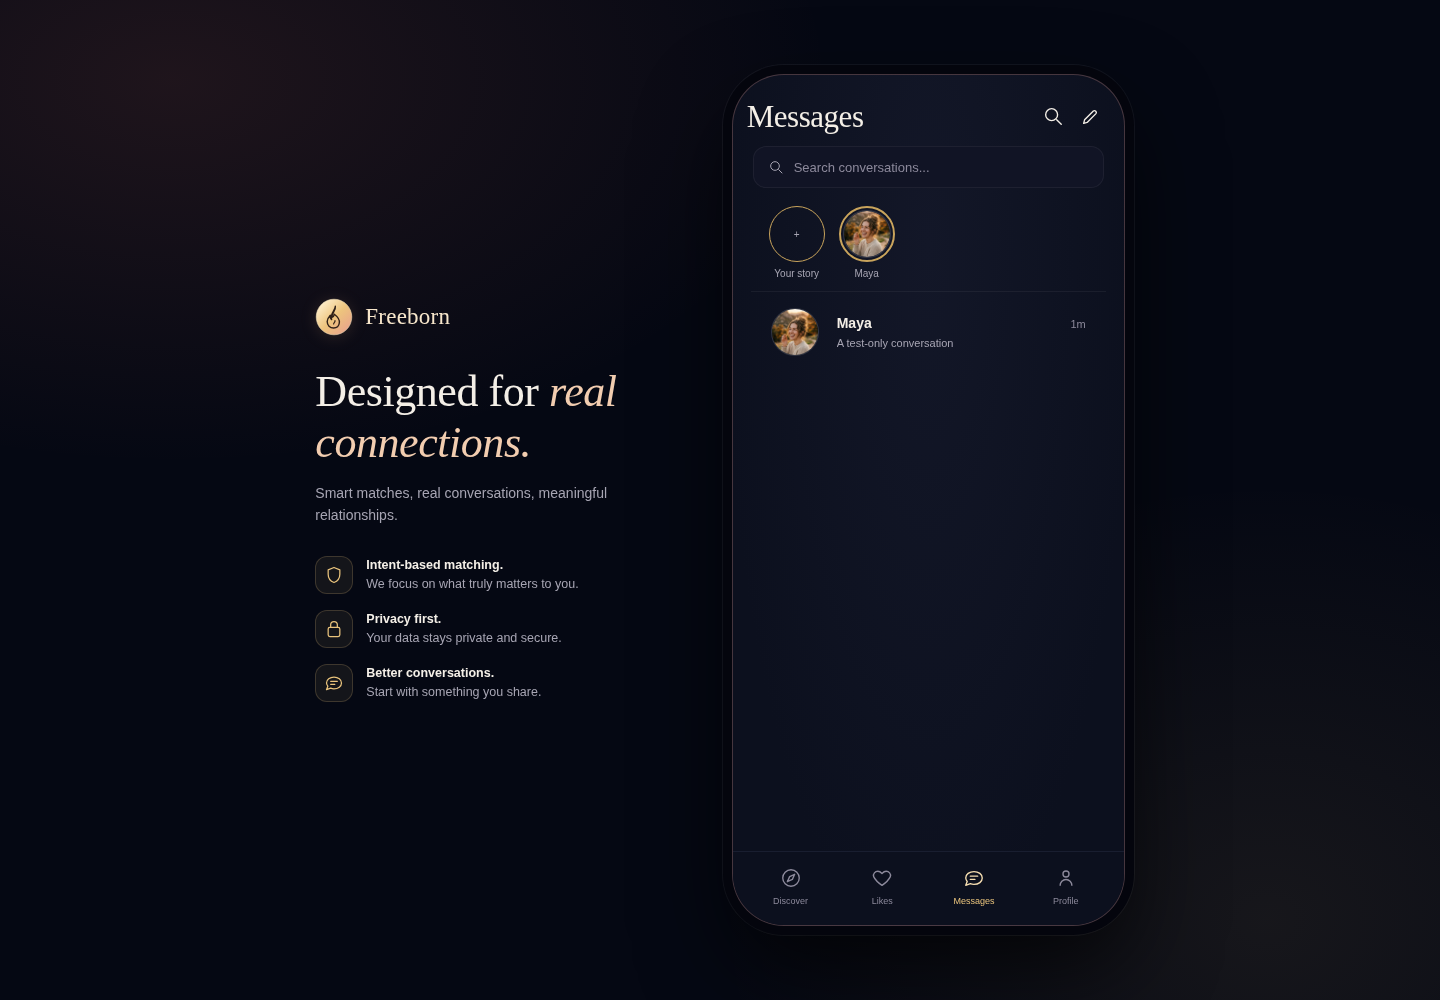 Freeborn
Designed for real
connections.
Smart matches, real conversations, meaningful
relationships.
Intent-based matching.
We focus on what truly matters to you.
Privacy first.
Your data stays private and secure.
Better conversations.
Start with something you share.
Messages
Search conversations...
+
Your story
Maya
Maya
1m
A test-only conversation
Discover
Likes
Messages
Profile